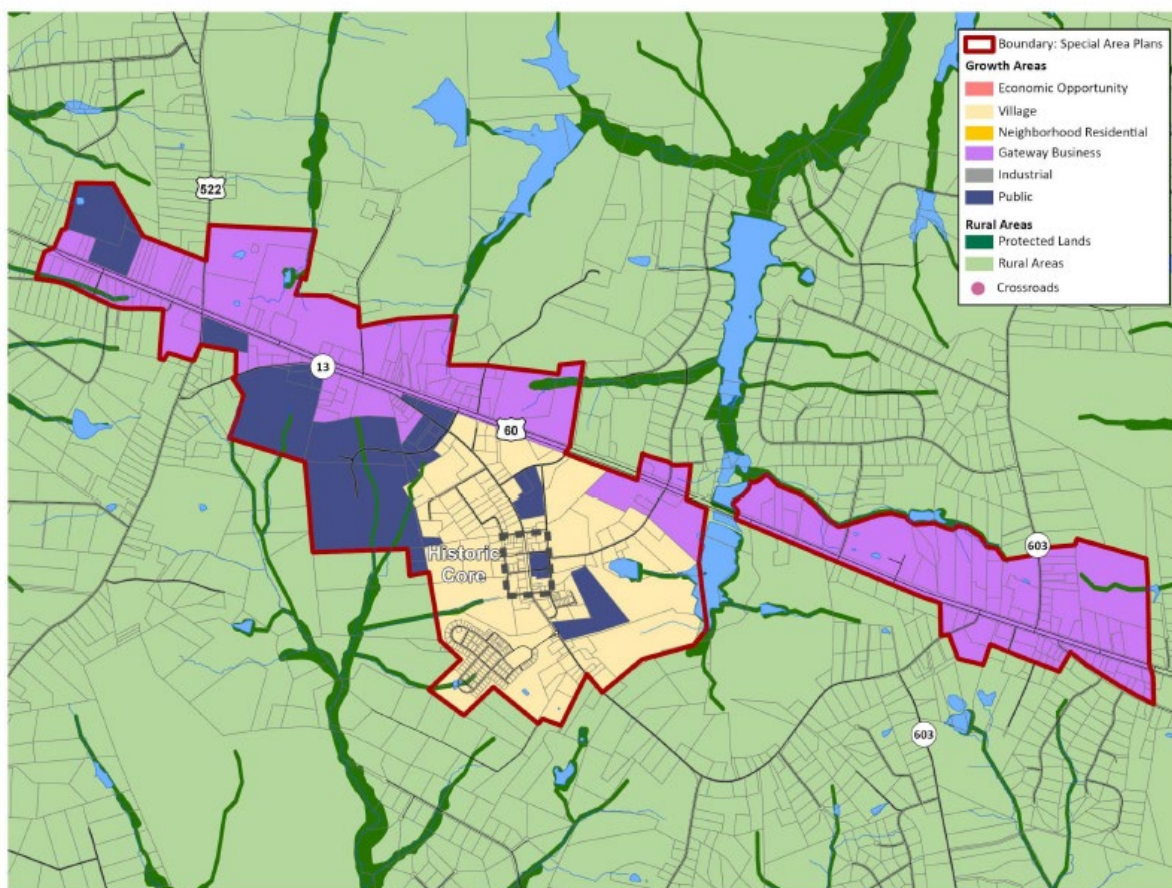 Boundary: Special Area Plans
Growth Areas
Economic Opportunity
Village
Neighborhood Residential
Gateway Business
Industrial
Public
Rural Areas
Protected Lands
Rural Areas
Crossroads
522
13
60
603
Historic
Core
603